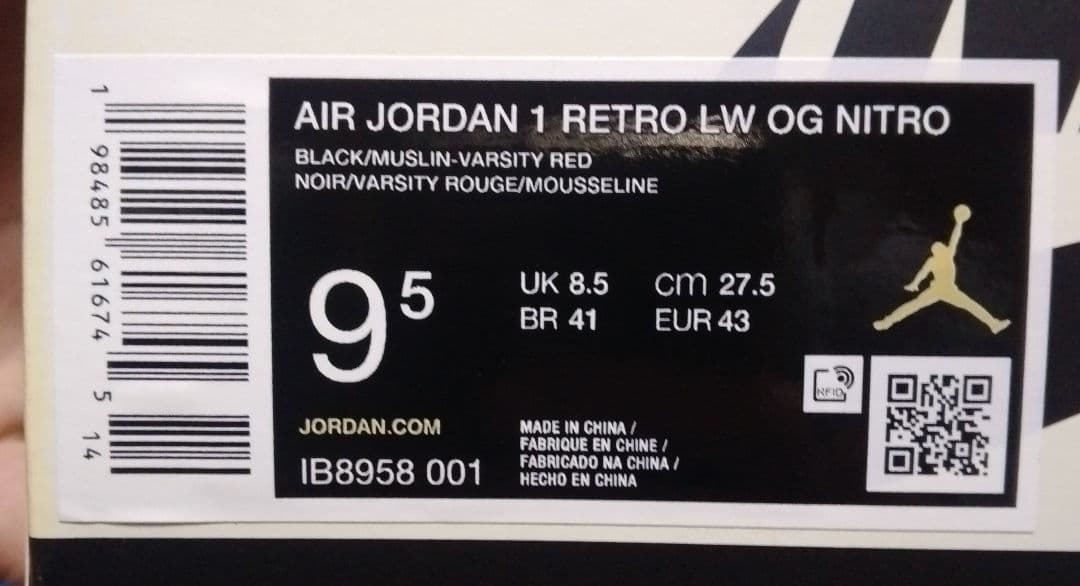 1 98485 61674 5 14
AIR JORDAN 1 RETRO LW OG NITRO
BLACK/MUSLIN-VARSITY RED
NOIR/VARSITY ROUGE/MOUSSELINE
9 5
UK 8.5 cm 27.5
BR 41 EUR 43
RFID
JORDAN.COM
IB8958 001
MADE IN CHINA /
FABRIQUE EN CHINE /
FABRICADO NA CHINA /
HECHO EN CHINA